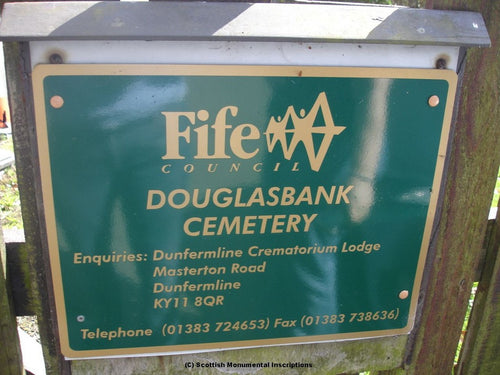 Fife
COUNCIL
DOUGLASBANK
CEMETERY
Enquiries: Dunfermline Crematorium Lodge
Masterton Road
Dunfermline
KY11 8QR
Telephone (01383 724653) Fax (01383 738636)
(C) Scottish Monumental Inscriptions